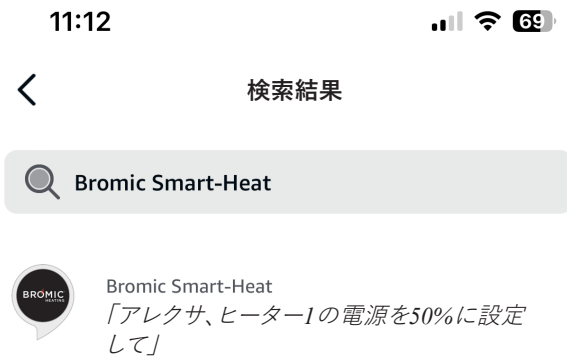 11:12
69
検索結果
Bromic Smart-Heat
BROMIC
HEATING
Bromic Smart-Heat
「アレクサ、ヒーター1の電源を50%に設定
して」